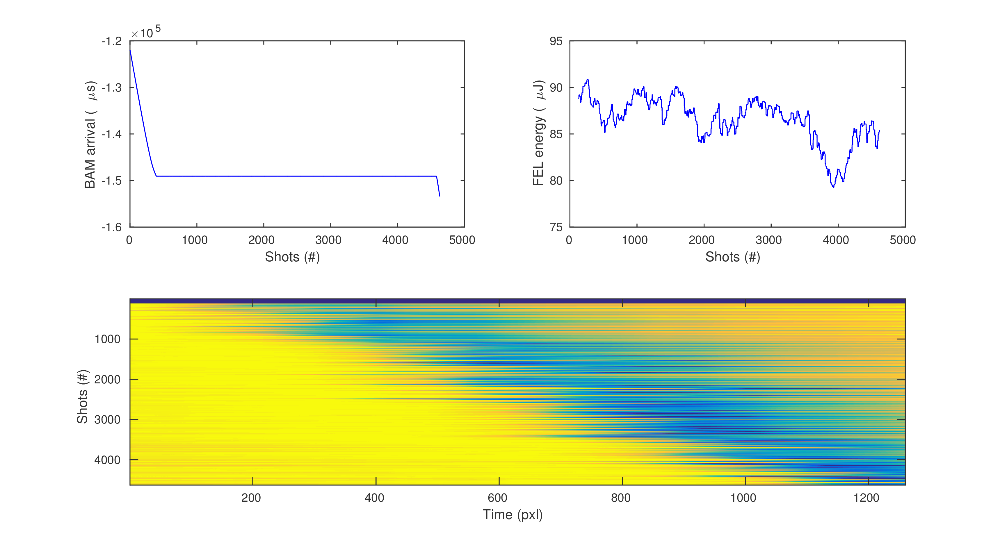 ×10 5
-1.2
-1.3
-1.4
-1.5
-1.6
BAM arrival ( μs)
0 1000 2000 3000 4000 5000
Shots (#)
95
90
85
80
75
FEL energy ( μJ)
0 1000 2000 3000 4000 5000
Shots (#)
1000
2000
3000
4000
Shots (#)
200 400 600 800 1000 1200
Time (pxl)